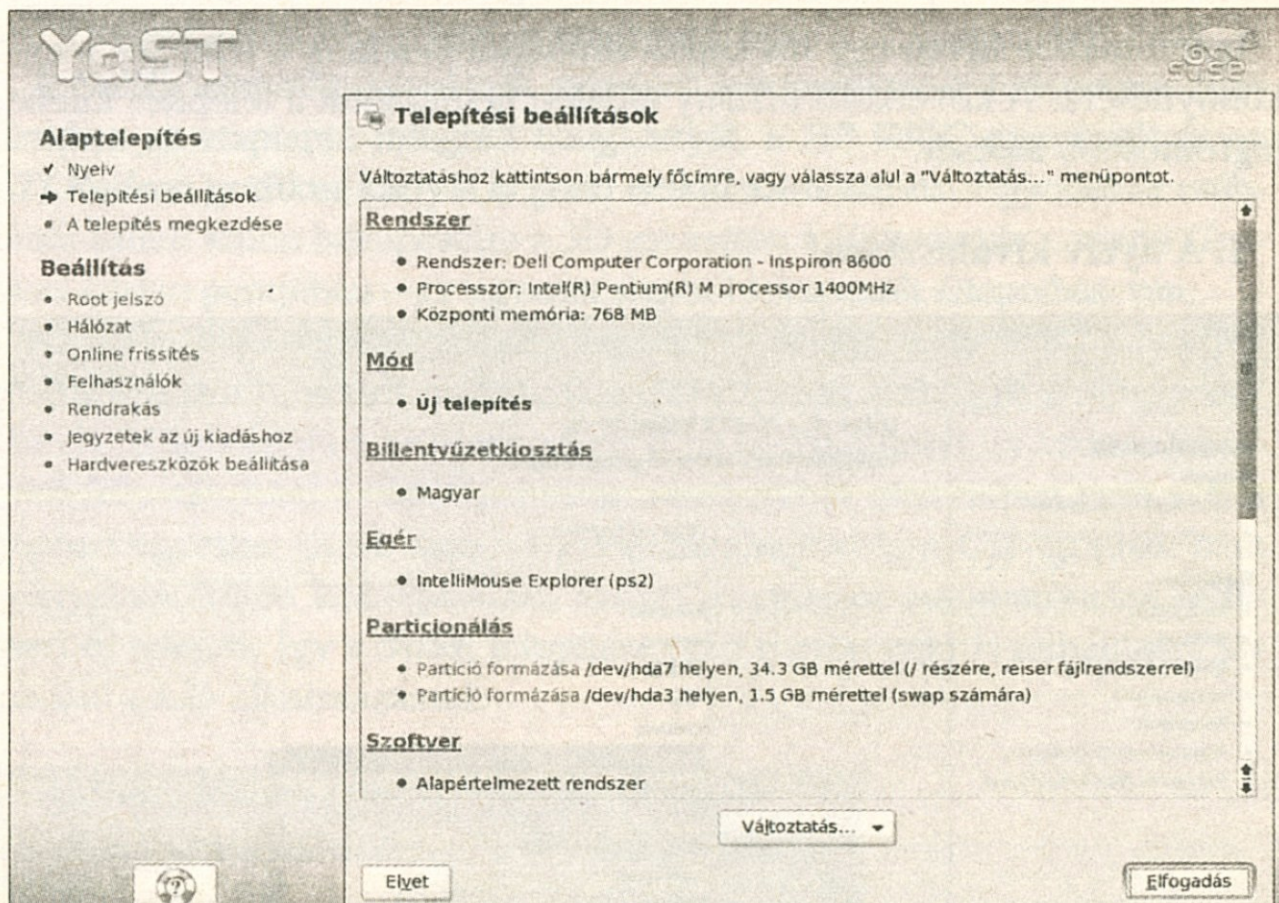 YaST
SuSE
Alaptelepítés
Nyelv
Telepítési beállítások
A telepítés megkezdése
Beállítás
Root jelszó
Hálózat
Online frissítés
Felhasználók
Rendrakás
Jegyzetek az új kiadáshoz
Hardvereszközök beállítása
Telepítési beállítások
Változtatáshoz kattintson bármely főcímre, vagy válassza alul a "Változtatás..." menüpontot.
Rendszer
Rendszer: Dell Computer Corporation - Inspiron 8600
Processzor: Intel(R) Pentium(R) M processor 1400MHz
Központi memória: 768 MB
Mód
Új telepítés
Billentyűzetkiosztás
Magyar
Egér
IntelliMouse Explorer (ps2)
Particionálás
Partíció formázása /dev/hda7 helyen, 34.3 GB mérettel (/ részére, reiser fájlrendszerrel)
Partíció formázása /dev/hda3 helyen, 1.5 GB mérettel (swap számára)
Szoftver
Alapértelmezett rendszer
Változtatás...
Elvet
Elfogadás